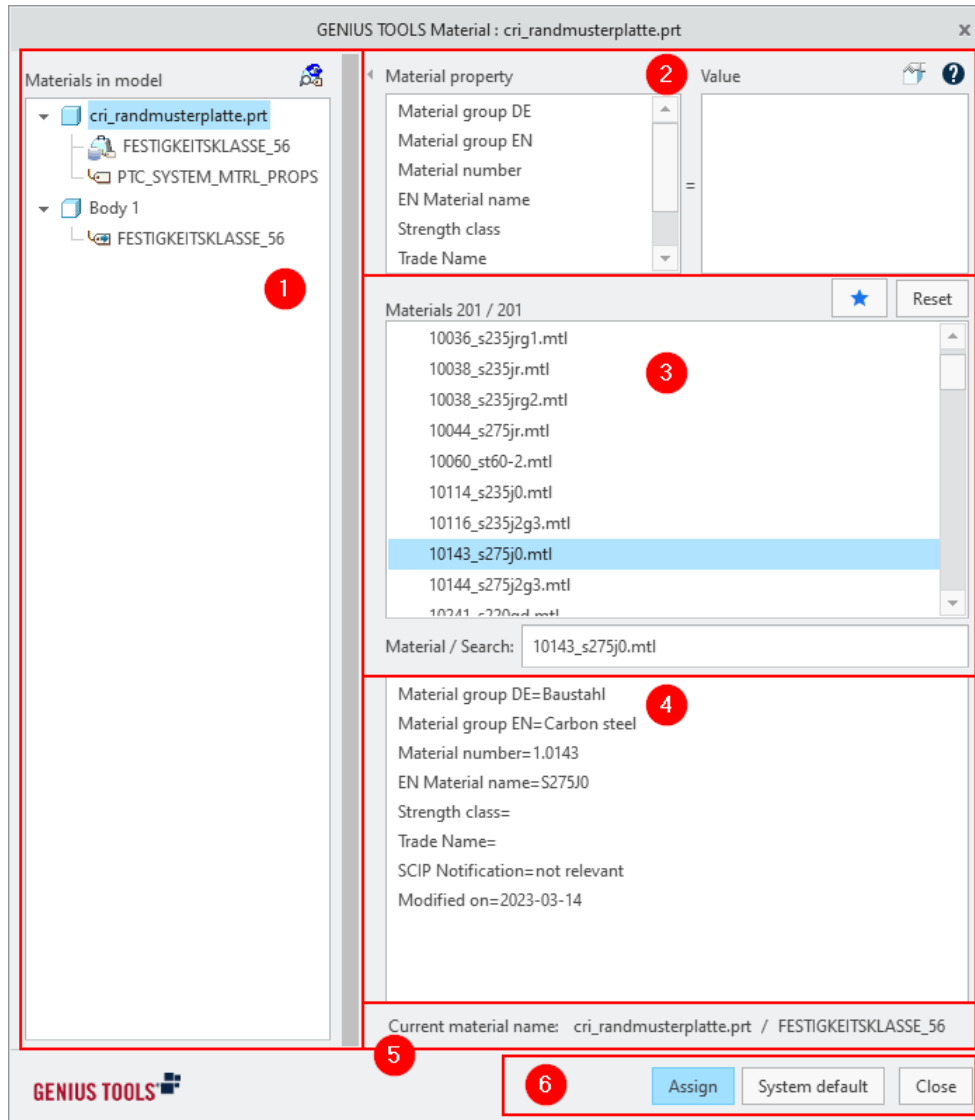 GENIUS TOOLS Material : cri_randmusterplatte.prt
x
Materials in model
cri_randmusterplatte.prt
FESTIGKEITSKLASSE_56
PTC_SYSTEM_MTRL_PROPS
Body 1
FESTIGKEITSKLASSE_56
1
Material property
2
Value
?
Material group DE
Material group EN
Material number
EN Material name
Strength class
Trade Name
=
Materials 201 / 201
Reset
10036_s235jrg1.mtl
10038_s235jr.mtl
10038_s235jrg2.mtl
10044_s275jr.mtl
10060_st60-2.mtl
10114_s235j0.mtl
10116_s235j2g3.mtl
10143_s275j0.mtl
10144_s275j2g3.mtl
10241_s220gd.mtl
3
Material / Search: 10143_s275j0.mtl
Material group DE=Baustahl
4
Material group EN=Carbon steel
Material number=1.0143
EN Material name=S275J0
Strength class=
Trade Name=
SCIP Notification=not relevant
Modified on=2023-03-14
Current material name: cri_randmusterplatte.prt / FESTIGKEITSKLASSE_56
5
GENIUS TOOLS
6
Assign
System default
Close